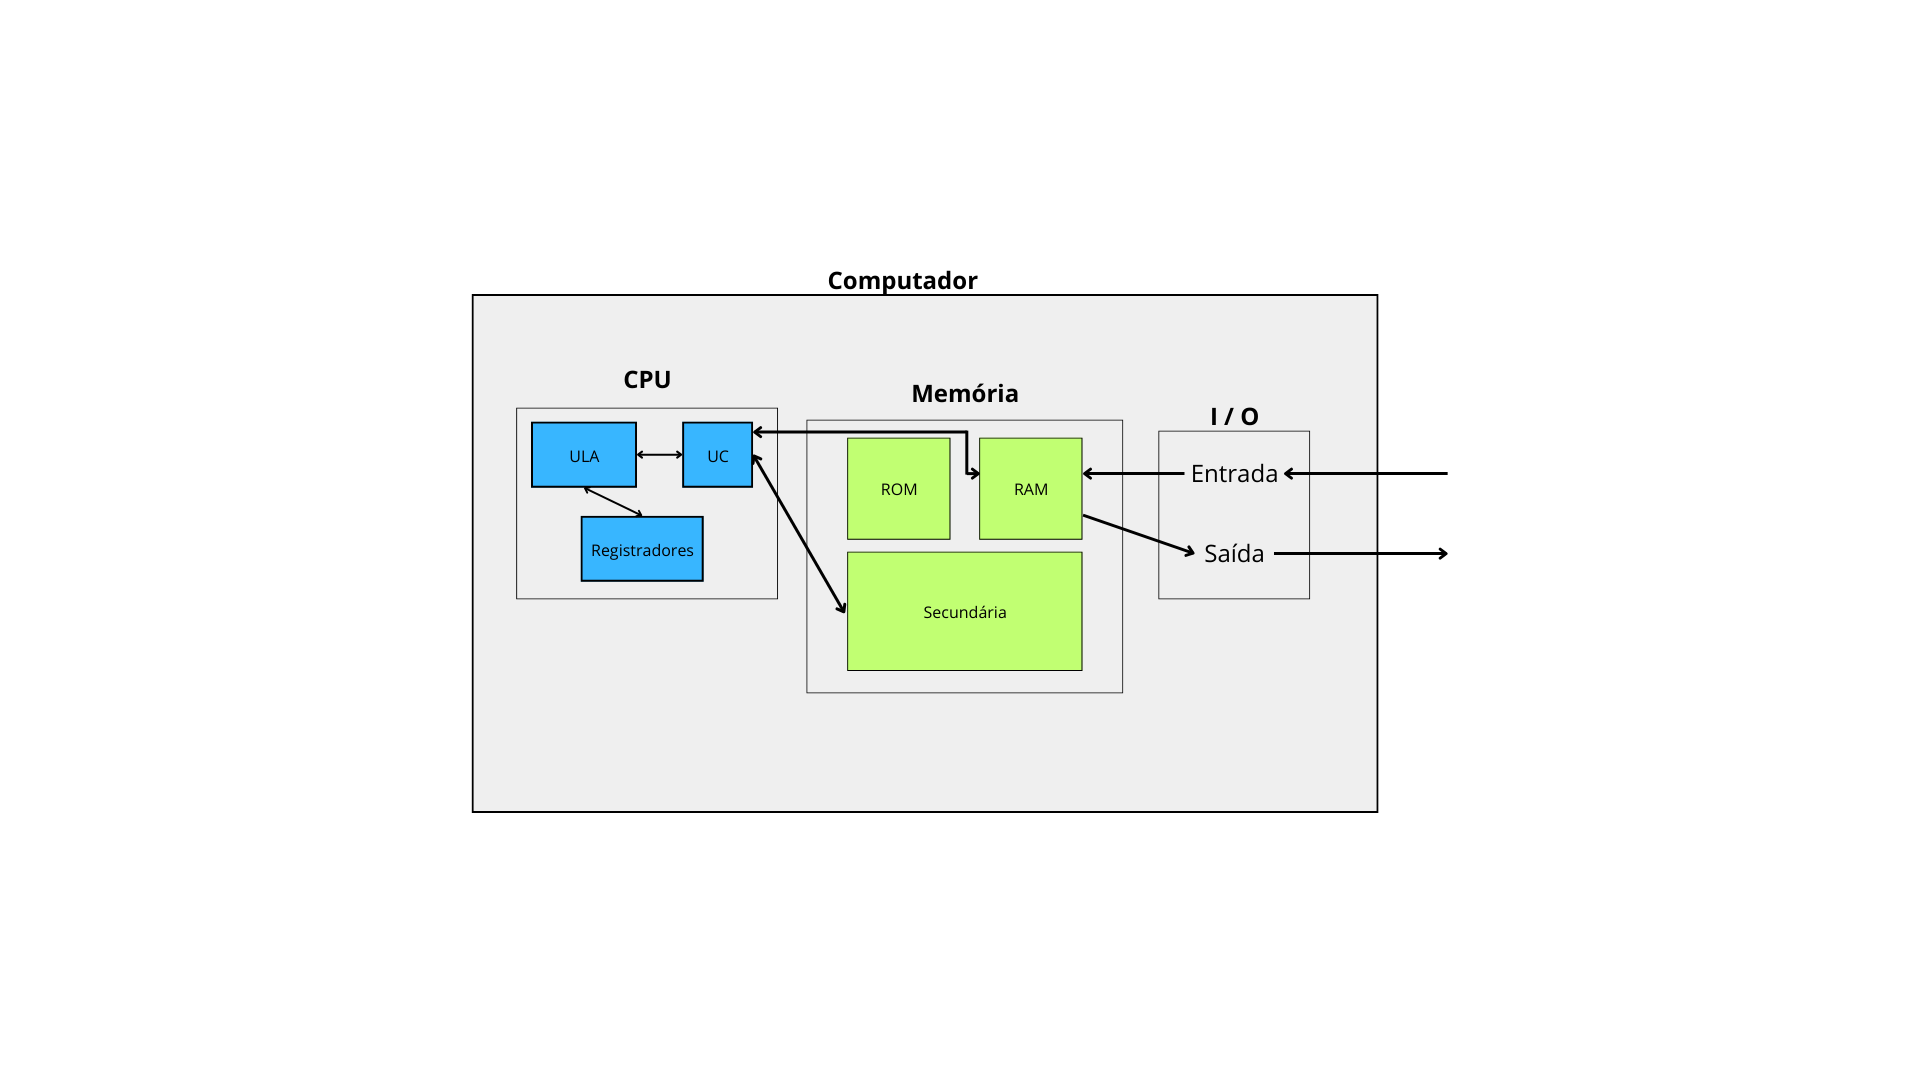 Computador
CPU
Memória
I / O
ULA
UC
Registradores
ROM
RAM
Secundária
Entrada
Saída